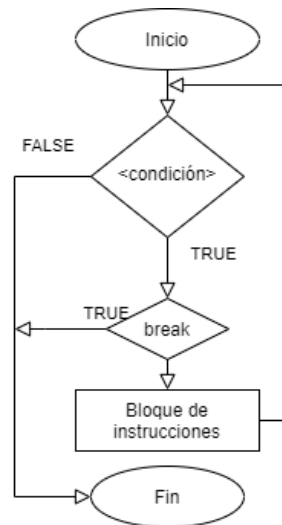 Inicio
FALSE
<condición>
TRUE
TRUE
break
Bloque de
instrucciones
Fin